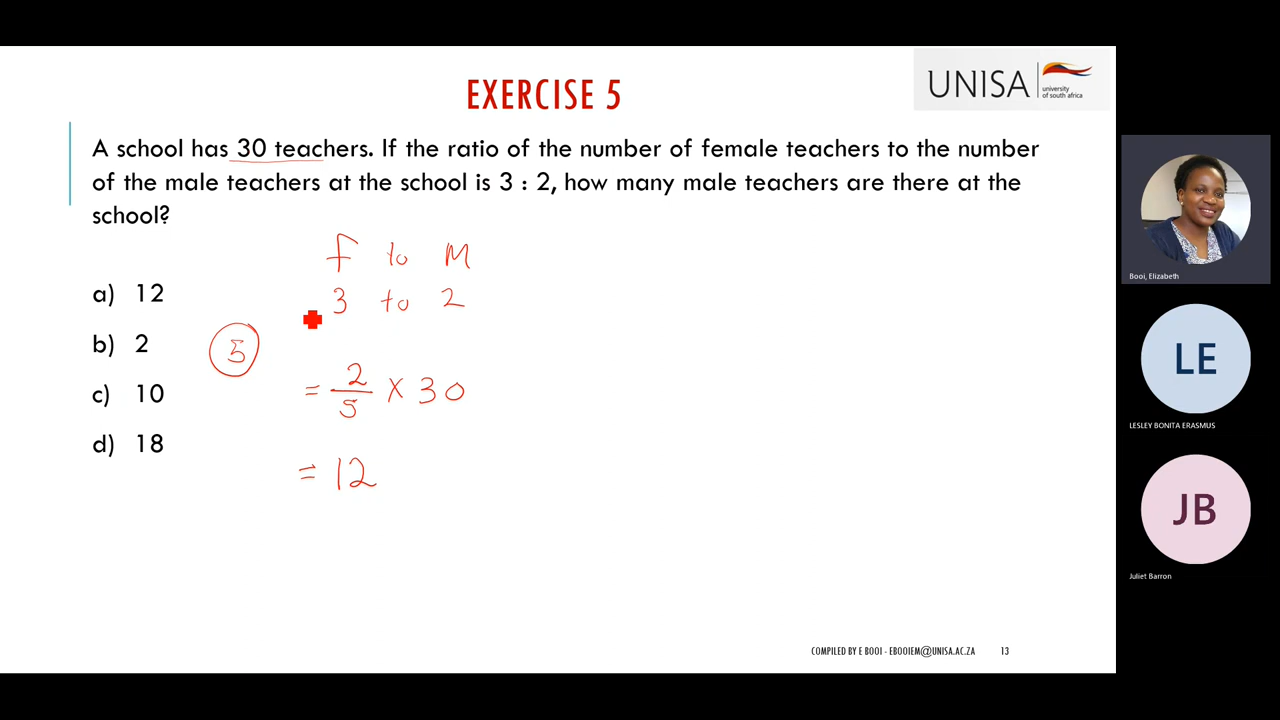 EXERCISE 5
UNISA
university
of south africa
A school has 30 teachers. If the ratio of the number of female teachers to the number
of the male teachers at the school is 3 : 2, how many male teachers are there at the
school?
f to M
a) 12
3 to 2
b) 2
5
c) 10
= 2/5 X 30
d) 18
= 12
COMPILED BY E BOOI - EBOOIEM@UNISA.AC.ZA 13
Booi, Elizabeth
LE
LESLEY BONITA ERASMUS
JB
Juliet Barron